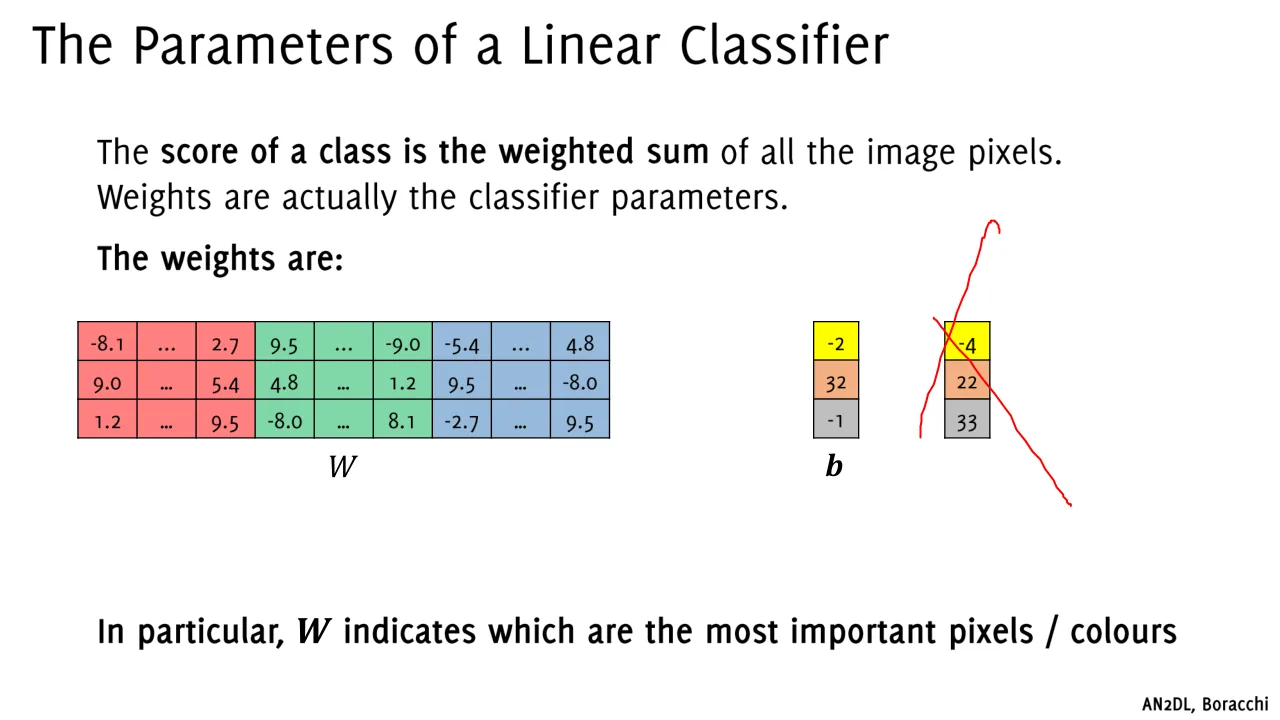 The Parameters of a Linear Classifier
The score of a class is the weighted sum of all the image pixels.
Weights are actually the classifier parameters.
The weights are:
-8.1 ... 2.7 9.5 ... -9.0 -5.4 ... 4.8 -2 -4
9.0 ... 5.4 4.8 ... 1.2 9.5 ... -8.0 32 22
1.2 ... 9.5 -8.0 ... 8.1 -2.7 ... 9.5 -1 33
W b
In particular, W indicates which are the most important pixels / colours
AN2DL, Boracchi